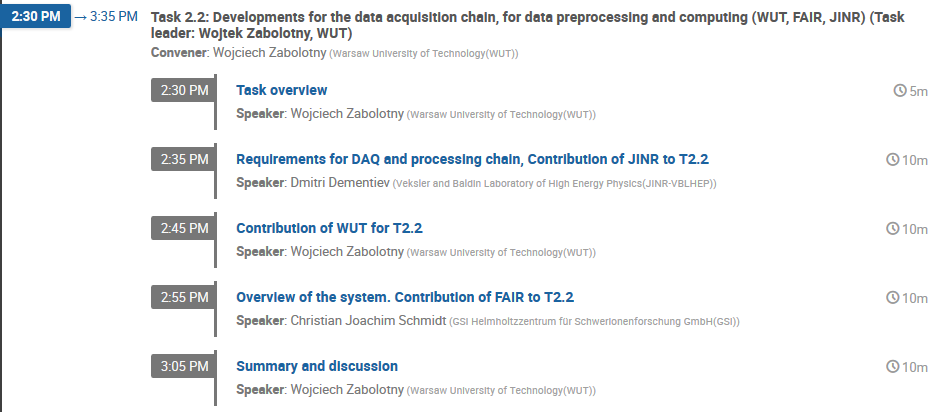 2:30 PM → 3:35 PM Task 2.2: Developments for the data acquisition chain, for data preprocessing and computing (WUT, FAIR, JINR) (Task
leader: Wojtek Zabolotny, WUT)
Convener: Wojciech Zabolotny (Warsaw University of Technology(WUT))
2:30 PM Task overview 5m
Speaker: Wojciech Zabolotny (Warsaw University of Technology(WUT))
2:35 PM Requirements for DAQ and processing chain, Contribution of JINR to T2.2 10m
Speaker: Dmitri Dementiev (Veksler and Baldin Laboratory of High Energy Physics(JINR-VBLHEP))
2:45 PM Contribution of WUT for T2.2 10m
Speaker: Wojciech Zabolotny (Warsaw University of Technology(WUT))
2:55 PM Overview of the system. Contribution of FAIR to T2.2 10m
Speaker: Christian Joachim Schmidt (GSI Helmholtzzentrum für Schwerionenforschung GmbH(GSI))
3:05 PM Summary and discussion 10m
Speaker: Wojciech Zabolotny (Warsaw University of Technology(WUT))